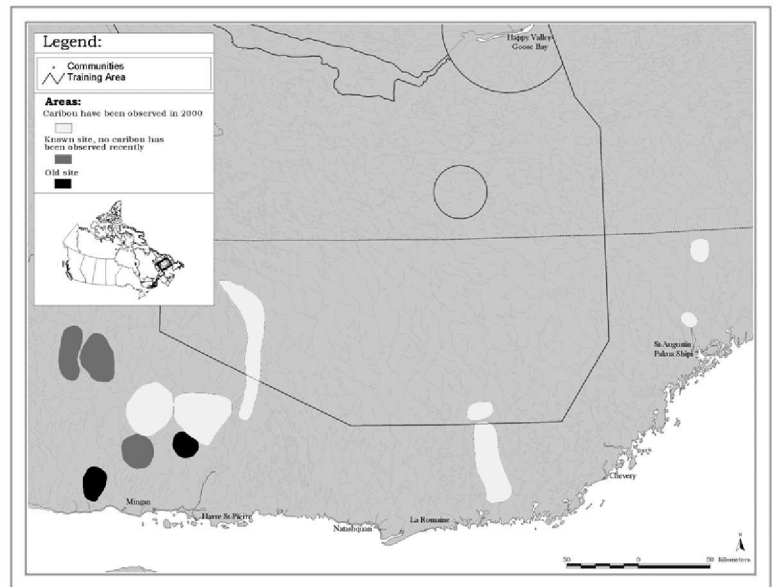 Legend:
Communities
Training Area
Areas:
Caribou have been observed in 2000
Known site, no caribou has
been observed recently
Old site
Happy Valley-
Goose Bay
St-Augustin
Pakua Shipi
Chevery
Mingan
Havre St-Pierre
La Romaine
Natashquan
N
50 0 50 Kilometers